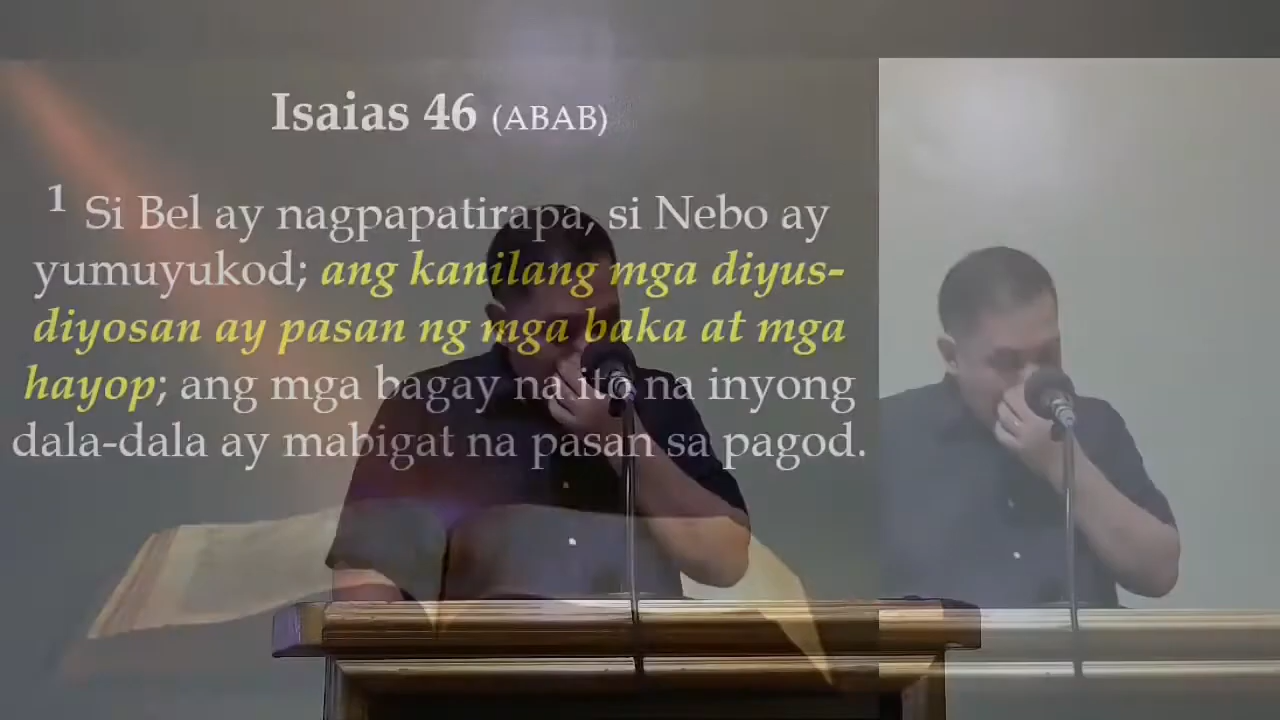 Isaias 46 (ABAB)
1 Si Bel ay nagpapatirapa, si Nebo ay
yumuyukod; ang kanilang mga diyus-
diyosan ay pasan ng mga baka at mga
hayop; ang mga bagay na ito na inyong
dala-dala ay mabigat na pasan sa pagod.